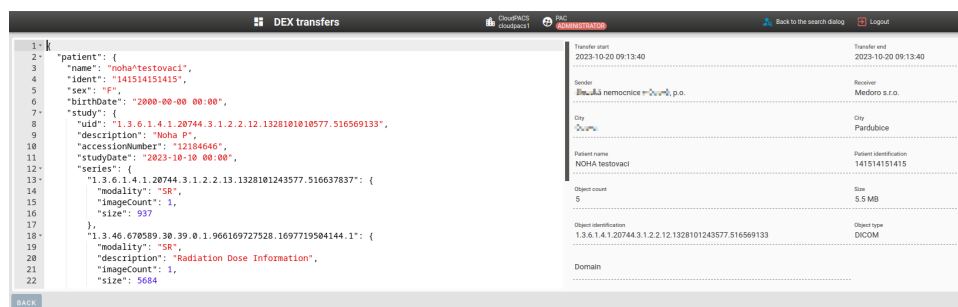 DEX transfers
CloudPACS
cloudpacs1
PAC
ADMINISTRATOR
Back to the search dialog
Logout
1 {
2 "patient": {
3 "name": "noha^testovaci",
4 "ident": "141514151415",
5 "sex": "F",
6 "birthDate": "2000-00-00 00:00",
7 "study": {
8 "uid": "1.3.6.1.4.1.20744.3.1.2.2.12.1328101010577.516569133",
9 "description": "Noha P",
10 "accessionNumber": "12184646",
11 "studyDate": "2023-10-10 00:00",
12 "series": {
13 "1.3.6.1.4.1.20744.3.1.2.2.13.1328101243577.516637837": {
14 "modality": "SR",
15 "imageCount": 1,
16 "size": 937
17 },
18 "1.3.46.670589.30.39.0.1.966169727528.1697719504144.1": {
19 "modality": "SR",
20 "description": "Radiation Dose Information",
21 "imageCount": 1,
22 "size": 5684
Transfer start
2023-10-20 09:13:40
Transfer end
2023-10-20 09:13:40
Sender
nemocnice p.o.
Receiver
Medoro s.r.o.
City
City
Pardubice
Patient name
NOHA testovaci
Patient identification
141514151415
Object count
5
Size
5.5 MB
Object identification
1.3.6.1.4.1.20744.3.1.2.2.12.1328101243577.516569133
Object type
DICOM
Domain
BACK